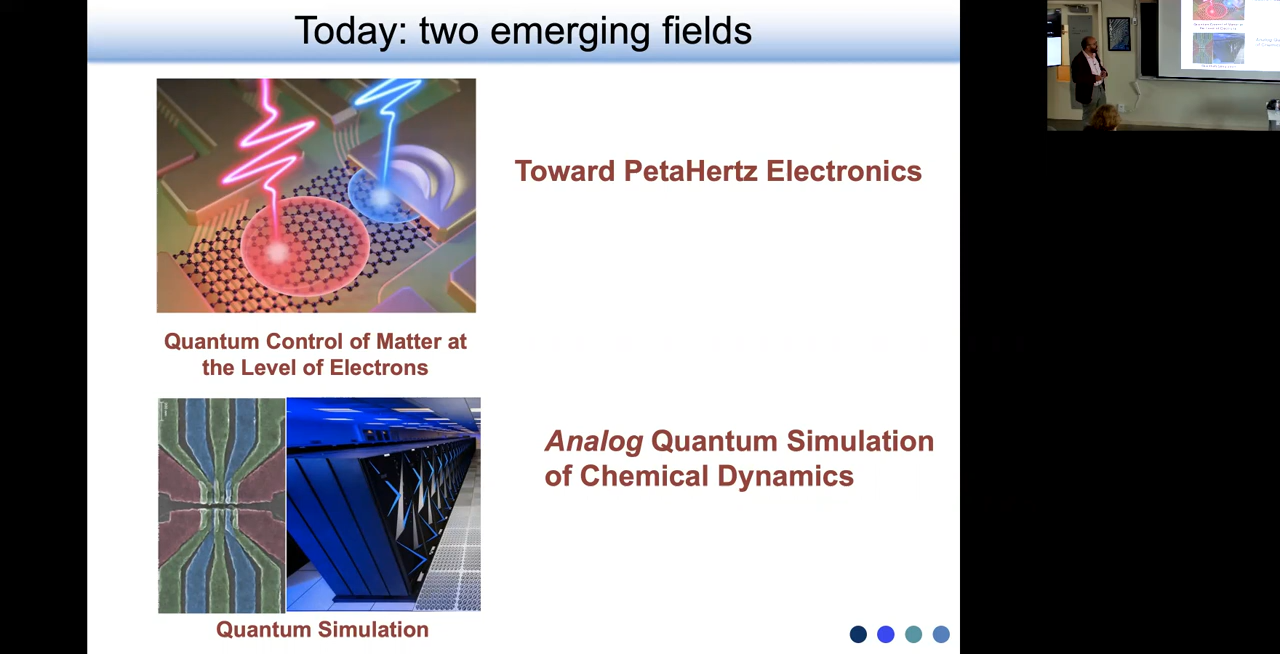 Today: two emerging fields
Toward PetaHertz Electronics
Quantum Control of Matter at
the Level of Electrons
Analog Quantum Simulation
of Chemical Dynamics
Quantum Simulation